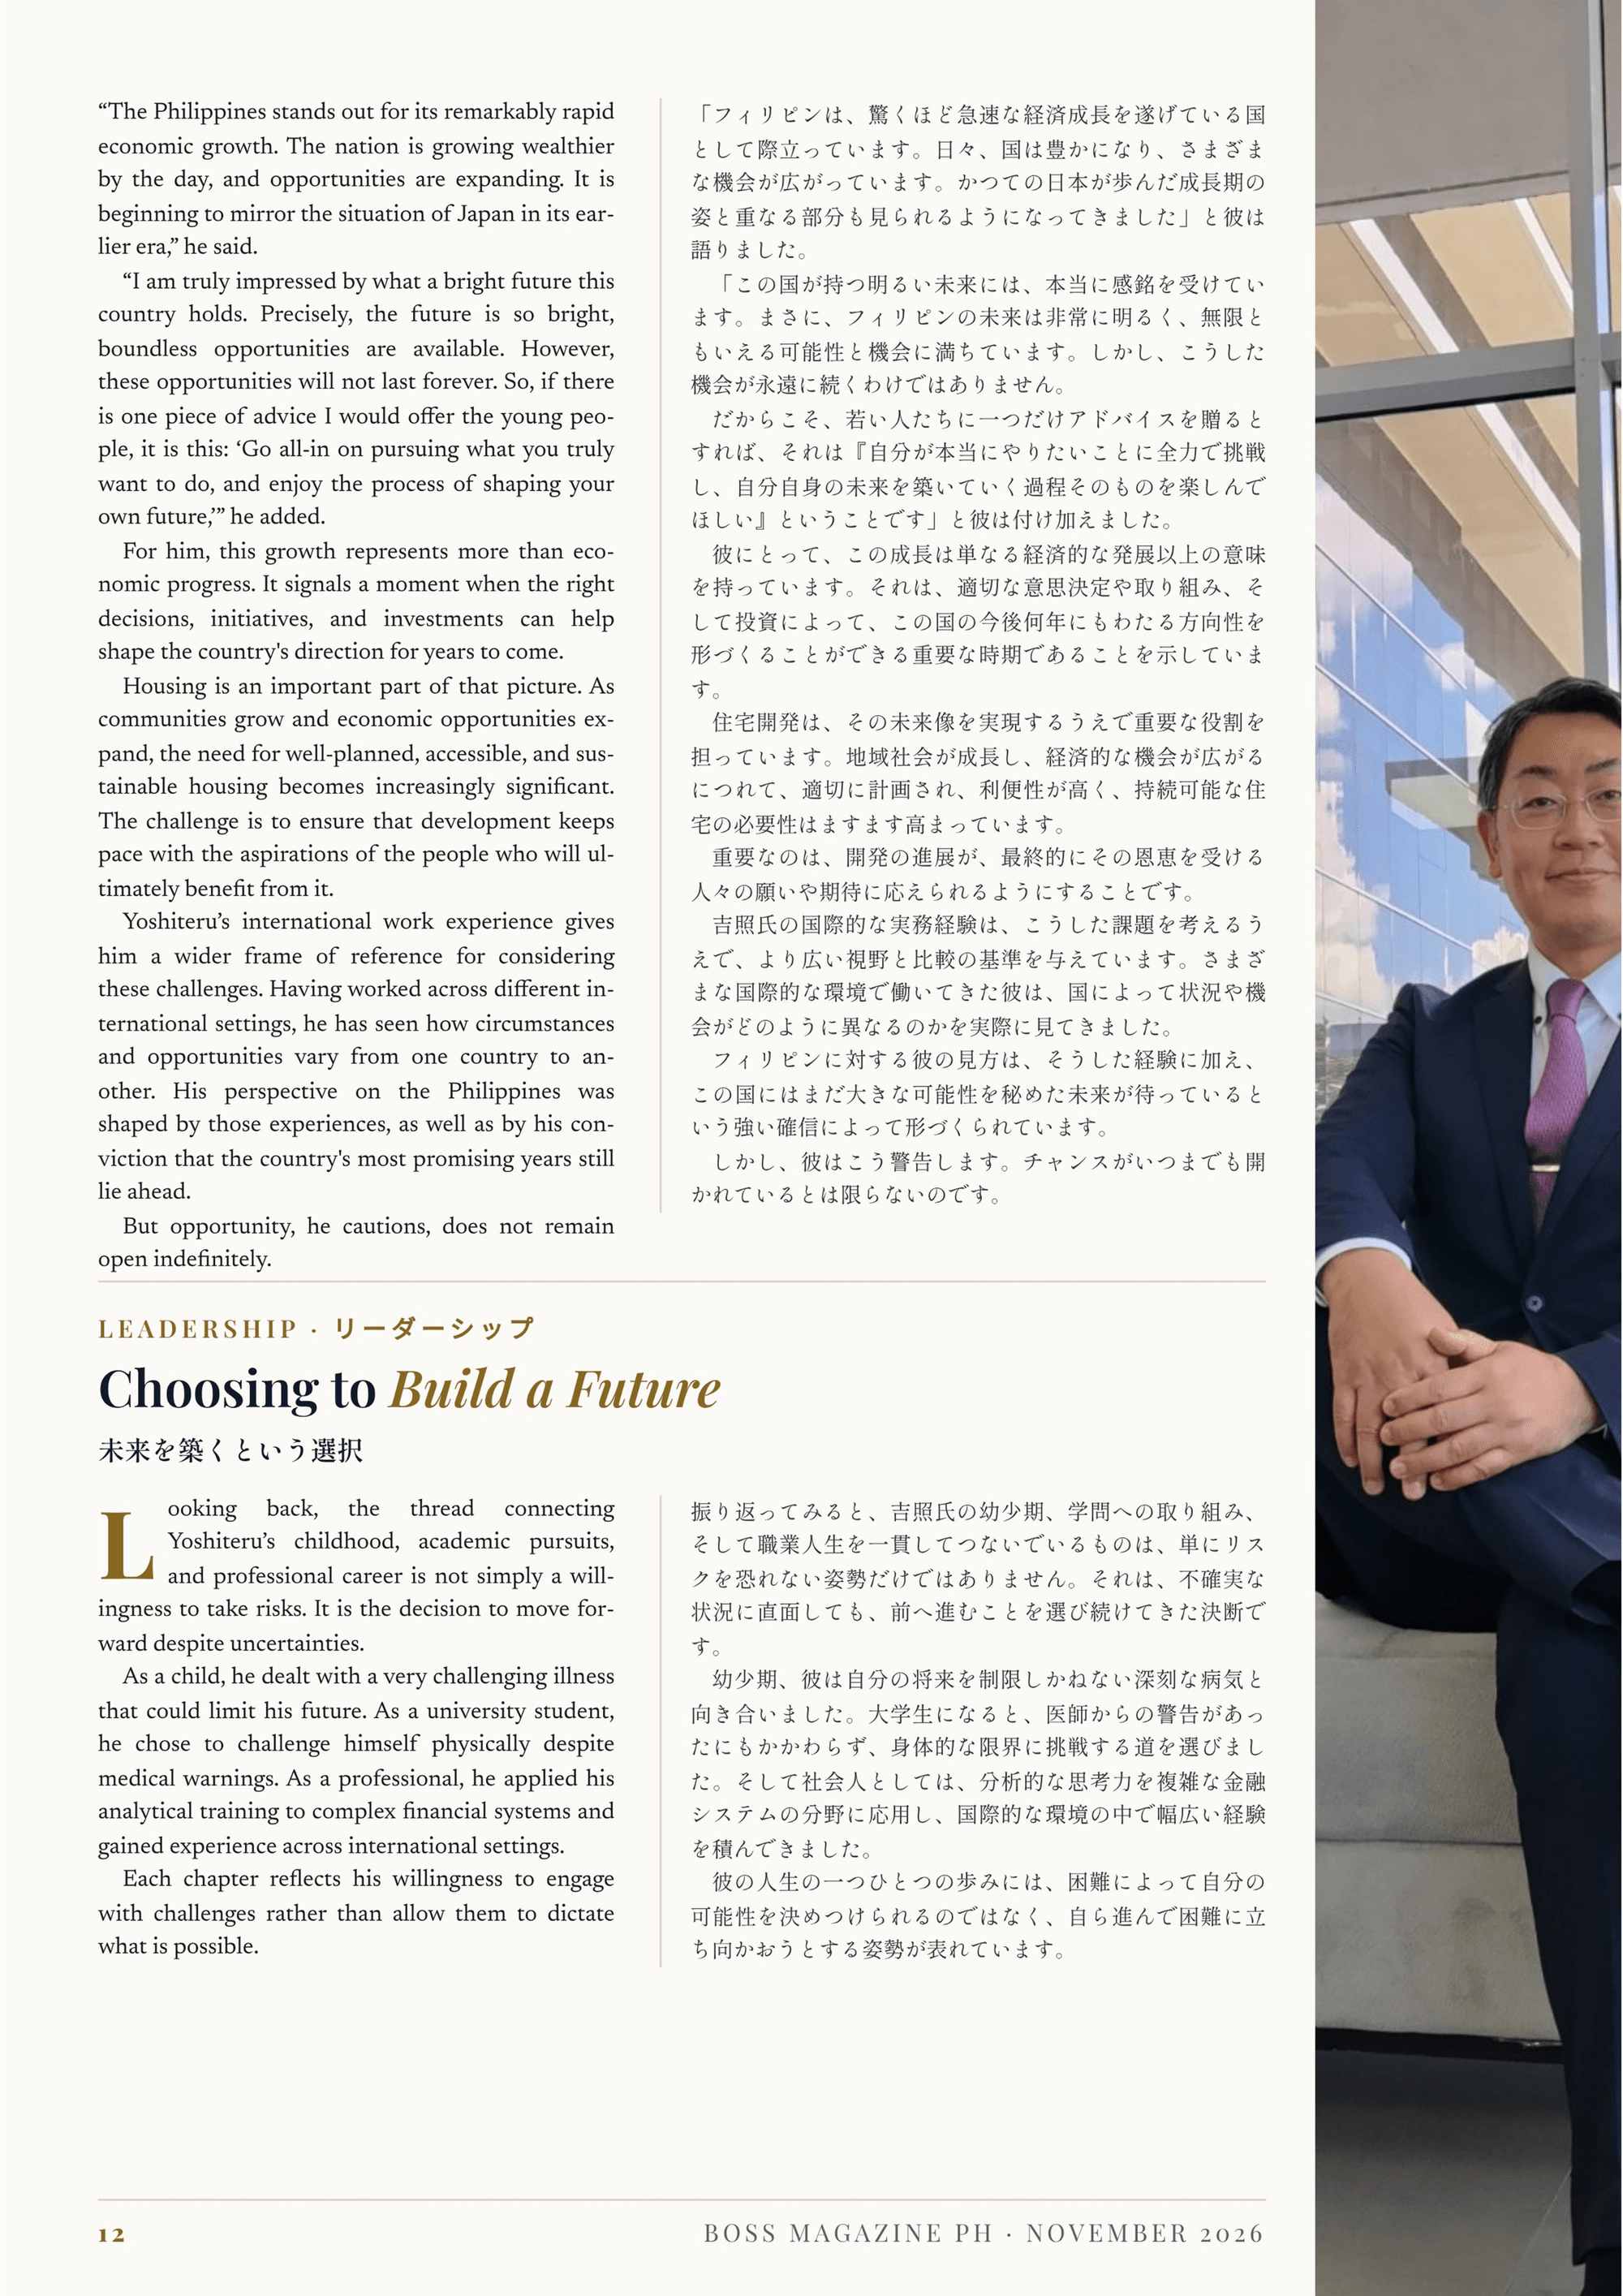 “The Philippines stands out for its remarkably rapid
economic growth. The nation is growing wealthier
by the day, and opportunities are expanding. It is
beginning to mirror the situation of Japan in its ear-
lier era,” he said.
“I am truly impressed by what a bright future this
country holds. Precisely, the future is so bright,
boundless opportunities are available. However,
these opportunities will not last forever. So, if there
is one piece of advice I would offer the young peo-
ple, it is this: ‘Go all-in on pursuing what you truly
want to do, and enjoy the process of shaping your
own future,’” he added.
For him, this growth represents more than eco-
nomic progress. It signals a moment when the right
decisions, initiatives, and investments can help
shape the country's direction for years to come.
Housing is an important part of that picture. As
communities grow and economic opportunities ex-
pand, the need for well-planned, accessible, and sus-
tainable housing becomes increasingly significant.
The challenge is to ensure that development keeps
pace with the aspirations of the people who will ul-
timately benefit from it.
Yoshiteru’s international work experience gives
him a wider frame of reference for considering
these challenges. Having worked across different in-
ternational settings, he has seen how circumstances
and opportunities vary from one country to an-
other. His perspective on the Philippines was
shaped by those experiences, as well as by his con-
viction that the country's most promising years still
lie ahead.
But opportunity, he cautions, does not remain
open indefinitely.
「フィリピンは、驚くほど急速な経済成長を遂げている国
として際立っています。日々、国は豊かになり、さまざま
な機会が広がっています。かつての日本が歩んだ成長期の
姿と重なる部分も見られるようになってきました」と彼は
語りました。
「この国が持つ明るい未来には、本当に感銘を受けてい
ます。まさに、フィリピンの未来は非常に明るく、無限と
もいえる可能性と機会に満ちています。しかし、こうした
機会が永遠に続くわけではありません。
だからこそ、若い人たちに一つだけアドバイスを贈ると
すれば、それは『自分が本当にやりたいことに全力で挑戦
し、自分自身の未来を築いていく過程そのものを楽しんで
ほしい』ということです」と彼は付け加えました。
彼にとって、この成長は単なる経済的な発展以上の意味
を持っています。それは、適切な意思決定や取り組み、そ
して投資によって、この国の今後何年にもわたる方向性を
形づくることができる重要な時期であることを示していま
す。
住宅開発は、その未来像を実現するうえで重要な役割を
担っています。地域社会が成長し、経済的な機会が広がる
につれて、適切に計画され、利便性が高く、持続可能な住
宅の必要性はますます高まっています。
重要なのは、開発の進展が、最終的にその恩恵を受ける
人々の願いや期待に応えられるようにすることです。
吉照氏の国際的な実務経験は、こうした課題を考えるう
えで、より広い視野と比較の基準を与えています。さまざ
まな国際的な環境で働いてきた彼は、国によって状況や機
会がどのように異なるのかを実際に見てきました。
フィリピンに対する彼の見方は、そうした経験に加え、
この国にはまだ大きな可能性を秘めた未来が待っていると
いう強い確信によって形づくられています。
しかし、彼はこう警告します。チャンスがいつまでも開
かれているとは限らないのです。
LEADERSHIP · リーダーシップ
Choosing to Build a Future
未来を築くという選択
Looking back, the thread connecting
Yoshiteru’s childhood, academic pursuits,
and professional career is not simply a will-
ingness to take risks. It is the decision to move for-
ward despite uncertainties.
As a child, he dealt with a very challenging illness
that could limit his future. As a university student,
he chose to challenge himself physically despite
medical warnings. As a professional, he applied his
analytical training to complex financial systems and
gained experience across international settings.
Each chapter reflects his willingness to engage
with challenges rather than allow them to dictate
what is possible.
振り返ってみると、吉照氏の幼少期、学問への取り組み、
そして職業人生を一貫してつないでいるものは、単にリス
クを恐れない姿勢だけではありません。それは、不確実な
状況に直面しても、前へ進むことを選び続けてきた決断で
す。
幼少期、彼は自分の将来を制限しかねない深刻な病気と
向き合いました。大学生になると、医師からの警告があっ
たにもかかわらず、身体的な限界に挑戦する道を選びまし
た。そして社会人としては、分析的な思考力を複雑な金融
システムの分野に応用し、国際的な環境の中で幅広い経験
を積んできました。
彼の人生の一つひとつの歩みには、困難によって自分の
可能性を決めつけられるのではなく、自ら進んで困難に立
ち向かおうとする姿勢が表れています。
12
BOSS MAGAZINE PH · NOVEMBER 2026